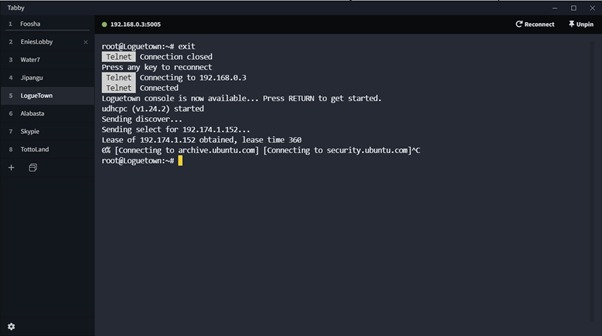 Tabby
1 Foosha
2 EniesLobby
3 Water7
4 Jipangu
5 LogueTown
6 Alabasta
7 Skypie
8 TottoLand
192.168.0.3:5005
Reconnect
Unpin
root@Loguetown:~# exit
Telnet Connection closed
Press any key to reconnect
Telnet Connecting to 192.168.0.3
Telnet Connected
Loguetown console is now available... Press RETURN to get started.
udhcpc (v1.24.2) started
Sending discover...
Sending select for 192.174.1.152...
Lease of 192.174.1.152 obtained, lease time 360
0% [Connecting to archive.ubuntu.com] [Connecting to security.ubuntu.com]^C
root@Loguetown:~#